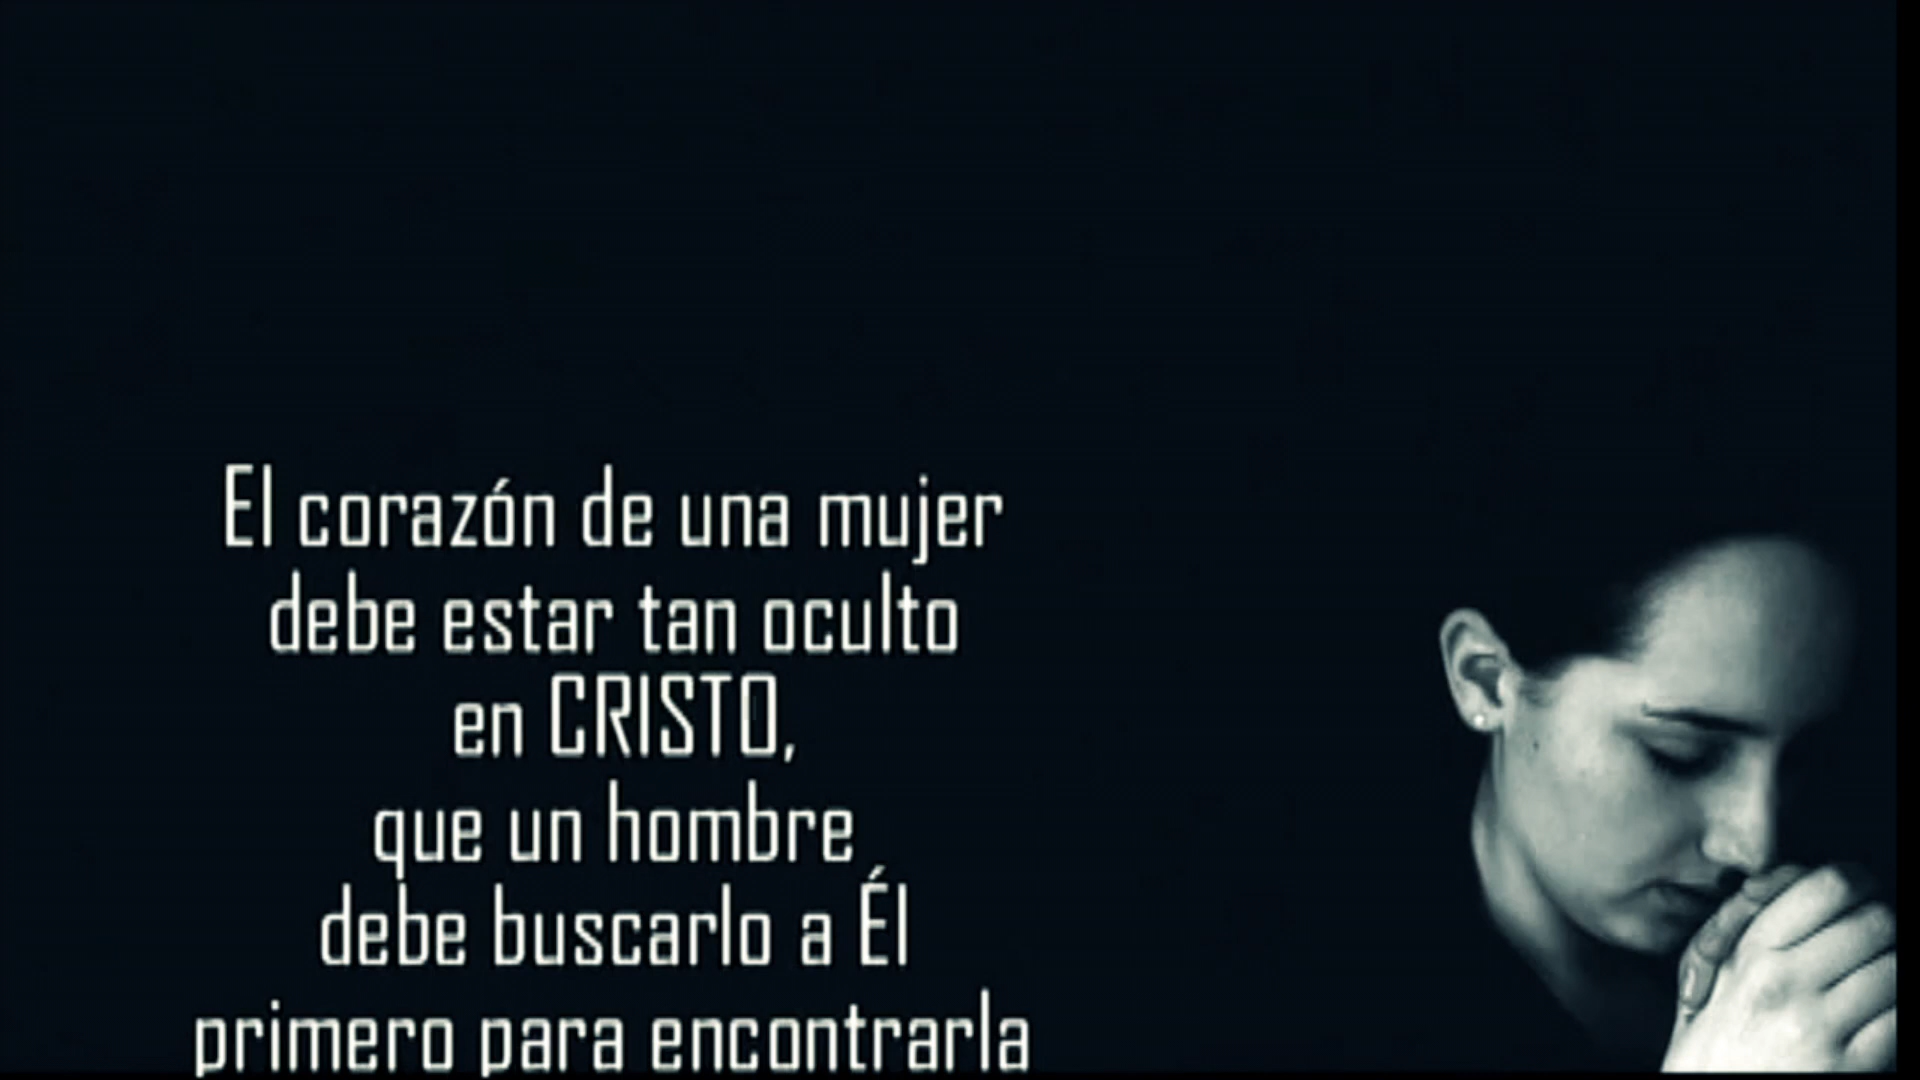 El corazón de una mujer
debe estar tan oculto
en CRISTO,
que un hombre
debe buscarlo a Él
primero para encontrarla